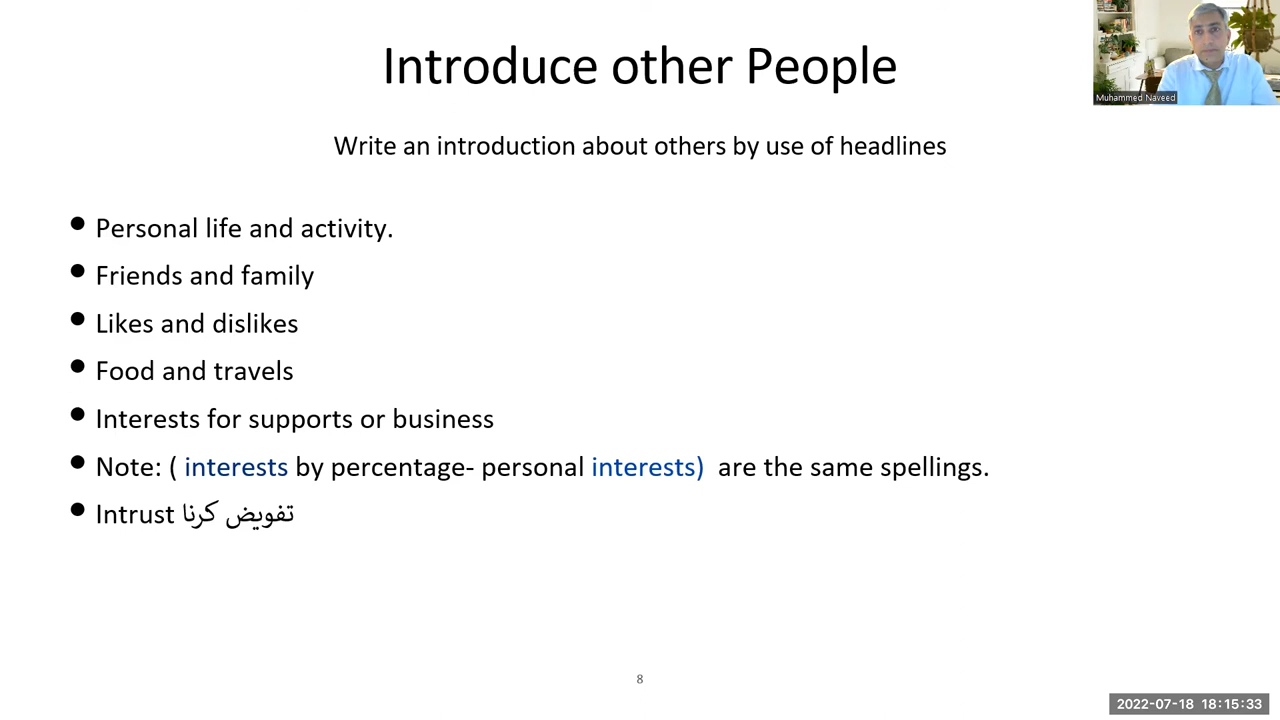 Introduce other People
Muhammed Naveed
Write an introduction about others by use of headlines
Personal life and activity.
Friends and family
Likes and dislikes
Food and travels
Interests for supports or business
Note: ( interests by percentage- personal interests) are the same spellings.
Intrust تفویض کرنا
8
2022-07-18 18:15:33